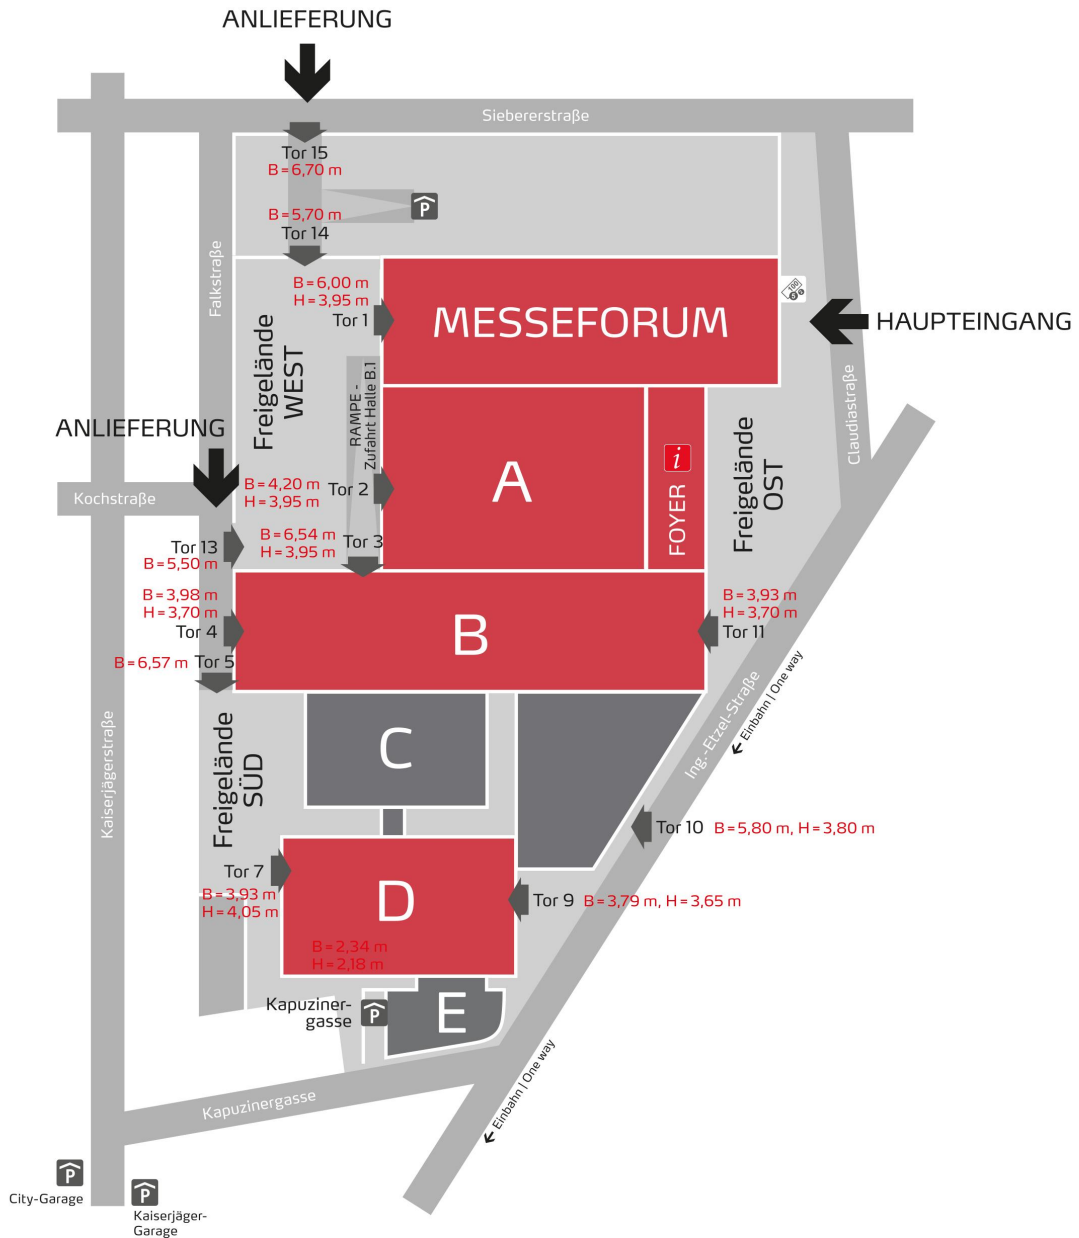 ANLIEFERUNG
Siebererstraße
Tor 15
B = 6,70 m
P
B = 5,70 m
Tor 14
Falkstraße
B = 6,00 m
H = 3,95 m
Tor 1
MESSEFORUM
100
HAUPTEINGANG
Freigelände
WEST
RAMPE -
Zufahrt Halle B.1
Claudiastraße
ANLIEFERUNG
Kochstraße
B = 4,20 m
H = 3,95 m
Tor 2
A
i
FOYER
Freigelände
OST
B = 6,54 m
H = 3,95 m
Tor 3
Tor 13
B = 5,50 m
B = 3,98 m
H = 3,70 m
Tor 4
B
B = 3,93 m
H = 3,70 m
Tor 11
B = 6,57 m Tor 5
Einbahn | One way
Ing.-Etzel-Straße
Kaiserjägerstraße
Freigelände
SÜD
C
Tor 10 B = 5,80 m, H = 3,80 m
Tor 7
B = 3,93 m
H = 4,05 m
D
Tor 9 B = 3,79 m, H = 3,65 m
B = 2,34 m
H = 2,18 m
Kapuziner-
gasse
P
E
Einbahn | One way
Kapuzinergasse
P
City-Garage
P
Kaiserjäger-
Garage